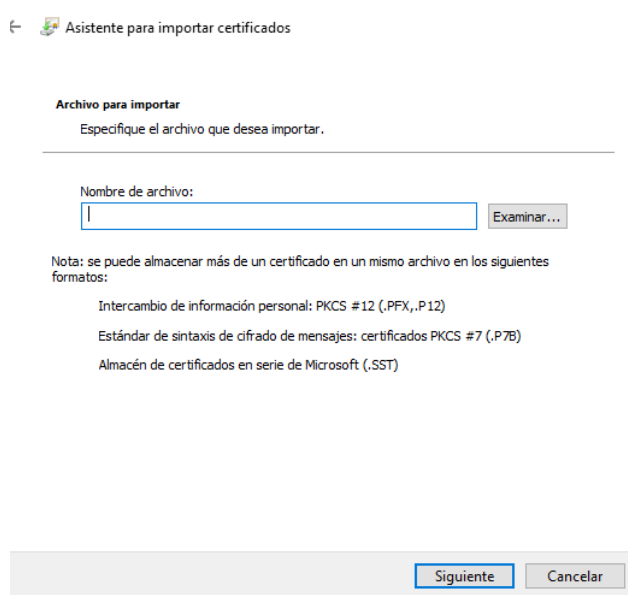 Asistente para importar certificados
Archivo para importar
Especifique el archivo que desea importar.
Nombre de archivo:
Examinar...
Nota: se puede almacenar más de un certificado en un mismo archivo en los siguientes
formatos:
Intercambio de información personal: PKCS #12 (.PFX,.P12)
Estándar de sintaxis de cifrado de mensajes: certificados PKCS #7 (.P7B)
Almacén de certificados en serie de Microsoft (.SST)
Siguiente
Cancelar